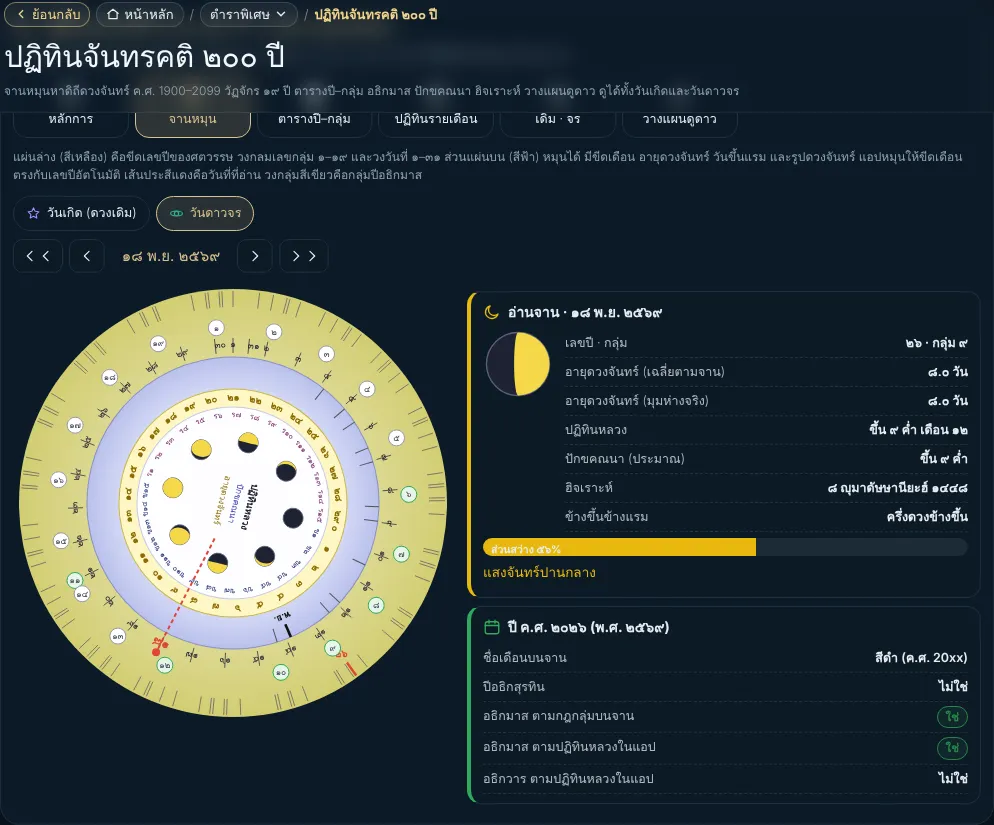 ย้อนกลับ
หน้าหลัก
/
ตำราพิเศษ
/ ปฏิทินจันทรคติ ๒๐๐ ปี
ปฏิทินจันทรคติ ๒๐๐ ปี
จานหมุนหาดิถีดวงจันทร์ ค.ศ. 1900–2099 วัฏจักร ๑๙ ปี ตารางปี–กลุ่ม อธิกมาส ปักขคณนา ฮิจเราะห์ วางแผนดูดาว ดูได้ทั้งวันเกิดและวันดาวจร
หลักการ
จานหมุน
ตารางปี–กลุ่ม
ปฏิทินรายเดือน
เดิม · จร
วางแผนดูดาว
แผ่นล่าง (สีเหลือง) คือขีดเลขปีของศตวรรษ วงกลมเลขกลุ่ม ๑–๑๙ และวงวันที่ ๑–๓๑ ส่วนแผ่นบน (สีฟ้า) หมุนได้ มีขีดเดือน อายุดวงจันทร์ วันขึ้นแรม และรูปดวงจันทร์ แอปหมุนให้ขีดเดือน
ตรงกับเลขปีอัตโนมัติ เส้นประสีแดงคือวันที่ที่อ่าน วงกลุ่มสีเขียวคือกลุ่มปีอธิกมาส
วันเกิด (ดวงเดิม)
วันดาวจร
๑๘ พ.ย. ๒๕๖๙
ปฏิทินหลวง
ปักขคณนา
อายุดวงจันทร์
พ.ย.
อ่านจาน · ๑๘ พ.ย. ๒๕๖๙
เลขปี · กลุ่ม
๒๖ · กลุ่ม ๙
อายุดวงจันทร์ (เฉลี่ยตามจาน)
๘.๐ วัน
อายุดวงจันทร์ (มุมห่างจริง)
๘.๐ วัน
ปฏิทินหลวง
ขึ้น ๙ ค่ำ เดือน ๑๒
ปักขคณนา (ประมาณ)
ขึ้น ๙ ค่ำ
ฮิจเราะห์
๘ ญุมาดัษษานียะฮ์ ๑๔๔๘
ข้างขึ้นข้างแรม
ครึ่งดวงข้างขึ้น
ส่วนสว่าง ๕๖%
แสงจันทร์ปานกลาง
ปี ค.ศ. ๒๐๒๖ (พ.ศ. ๒๕๖๙)
ชื่อเดือนบนจาน
สีดำ (ค.ศ. 20xx)
ปีอธิกสุรทิน
ไม่ใช่
อธิกมาส ตามกฎกลุ่มบนจาน
ใช่
อธิกมาส ตามปฏิทินหลวงในแอป
ใช่
อธิกวาร ตามปฏิทินหลวงในแอป
ไม่ใช่